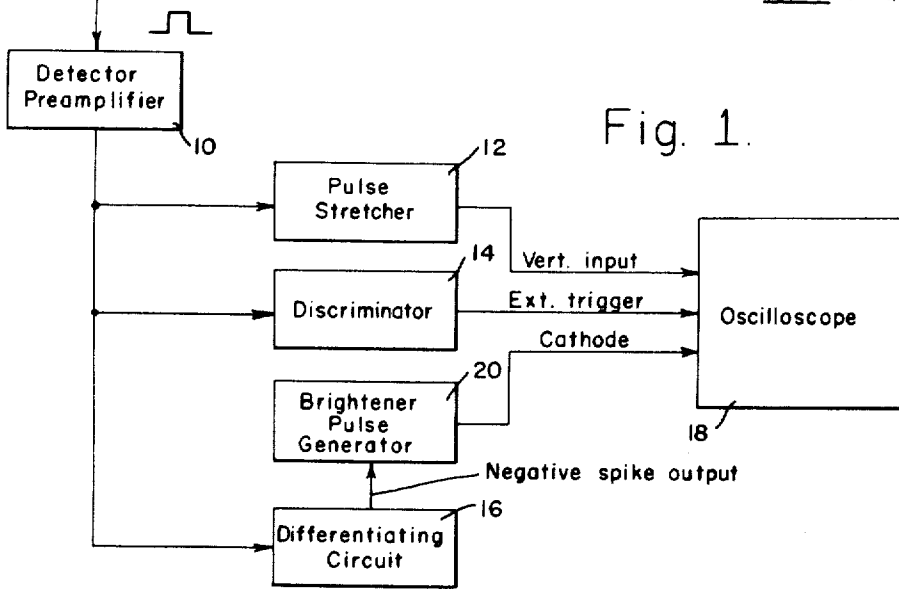 Detector
Preamplifier
10
Fig. 1.
12
Pulse
Stretcher
14
Vert. input
Discriminator
Ext. trigger
Oscilloscope
Cathode
20
Brightener
Pulse
Generator
18
Negative spike output
16
Differentiating
Circuit